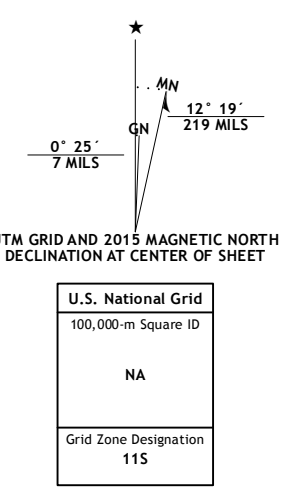 ★
MN
GN
12° 19´
219 MILS
0° 25´
7 MILS
UTM GRID AND 2015 MAGNETIC NORTH
DECLINATION AT CENTER OF SHEET
U.S. National Grid
100,000-m Square ID
NA
Grid Zone Designation
11S